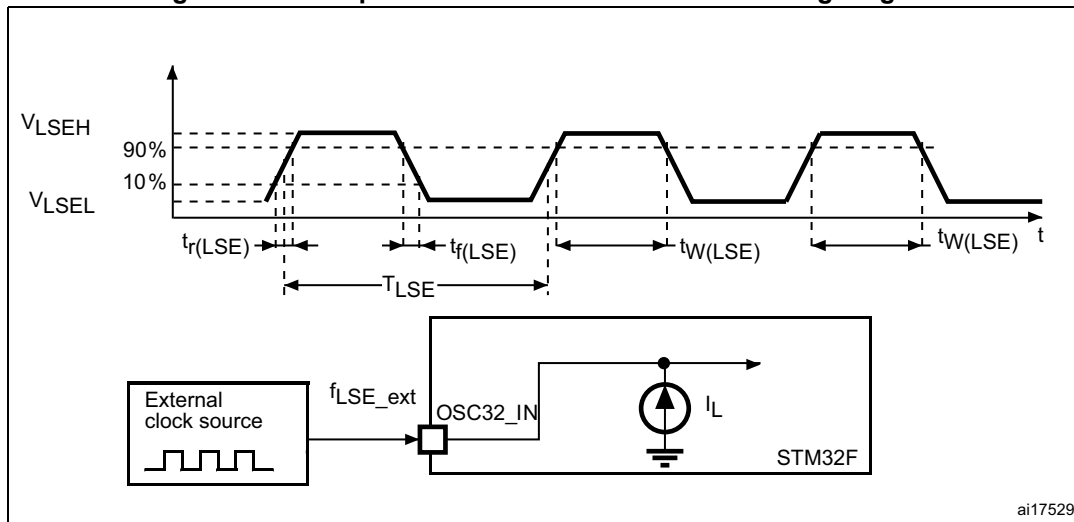 VLSEH
90%
10%
VLSEL
tr(LSE)
tf(LSE)
tW(LSE)
tW(LSE)
t
TLSE
External
clock source
fLSE_ext
OSC32_IN
IL
STM32F
ai17529